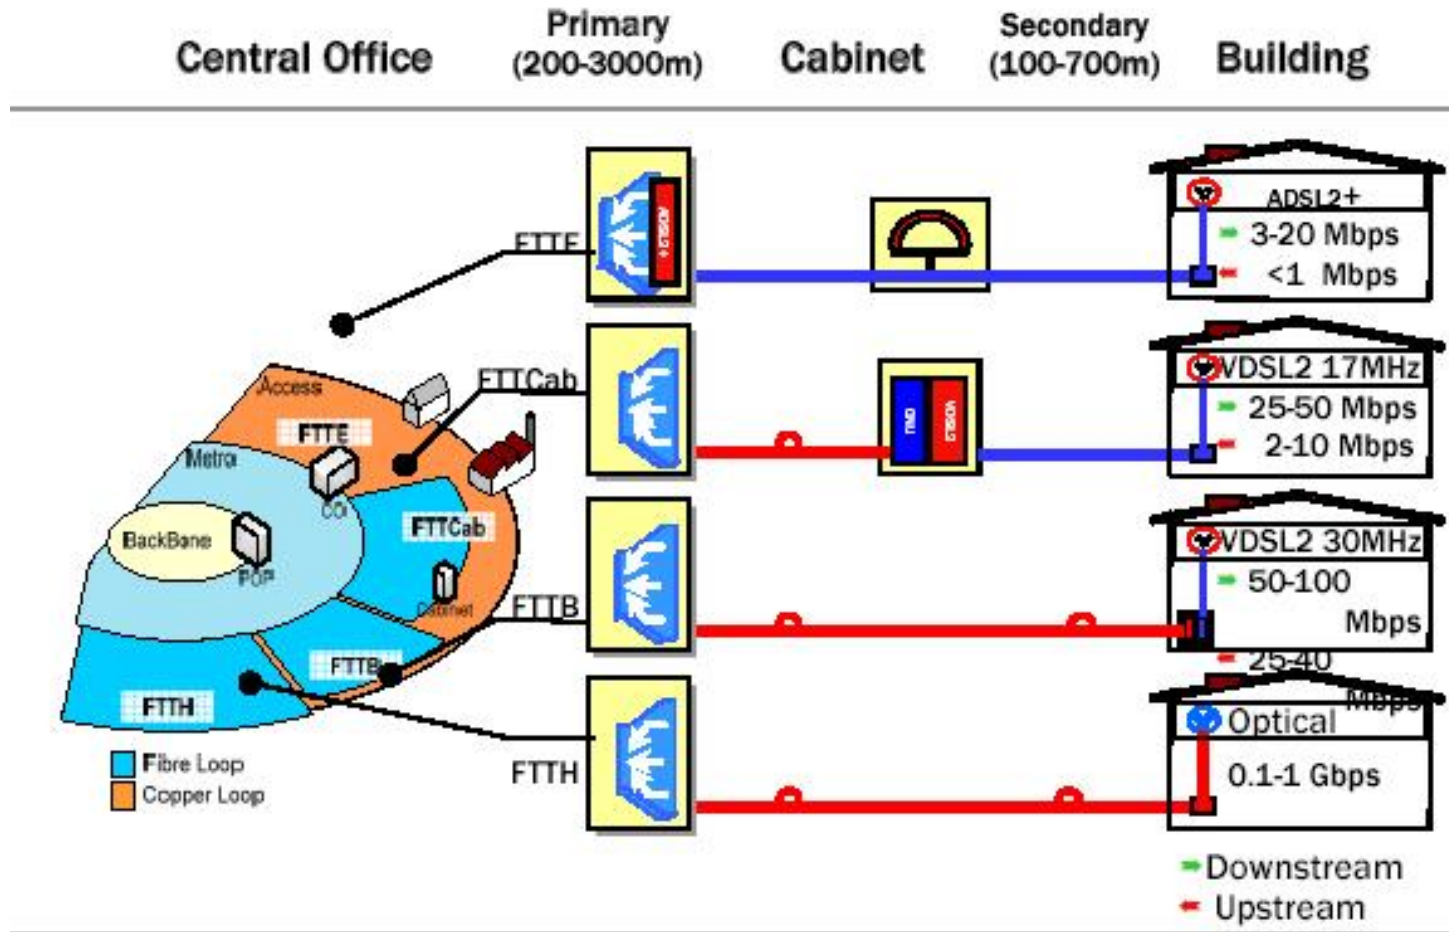 Central Office
Primary
(200-3000m)
Cabinet
Secondary
(100-700m)
Building
FTTE
ADSL2+
ADSL2+
3-20 Mbps
<1 Mbps
FTTCab
ONU
VDSL2
VDSL2 17MHz
25-50 Mbps
2-10 Mbps
Access
FTTE
Metro
CO
BackBone
POP
FTTCab
Cabinet
FTTB
FTTH
FTTB
VDSL2 30MHz
50-100
Mbps
25-40
Mbps
FTTH
Optical
0.1-1 Gbps
Fibre Loop
Copper Loop
Downstream
Upstream